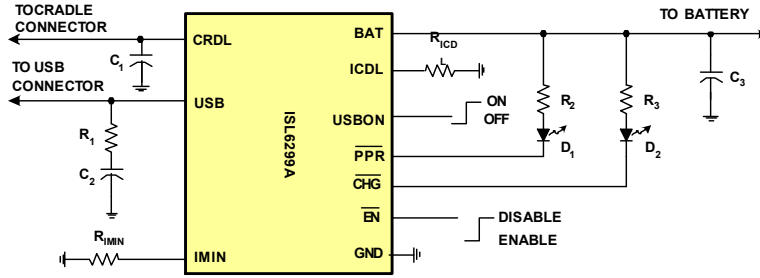 TOCRADLE
CONNECTOR
TO BATTERY
CRDL
BAT
RICD
L
C1
ICDL
TO USB
CONNECTOR
USB
ISL6299A
USBON
ON
OFF
R1
R2
R3
C3
C2
PPR
D1
D2
CHG
EN
DISABLE
ENABLE
RIMIN
IMIN
GND